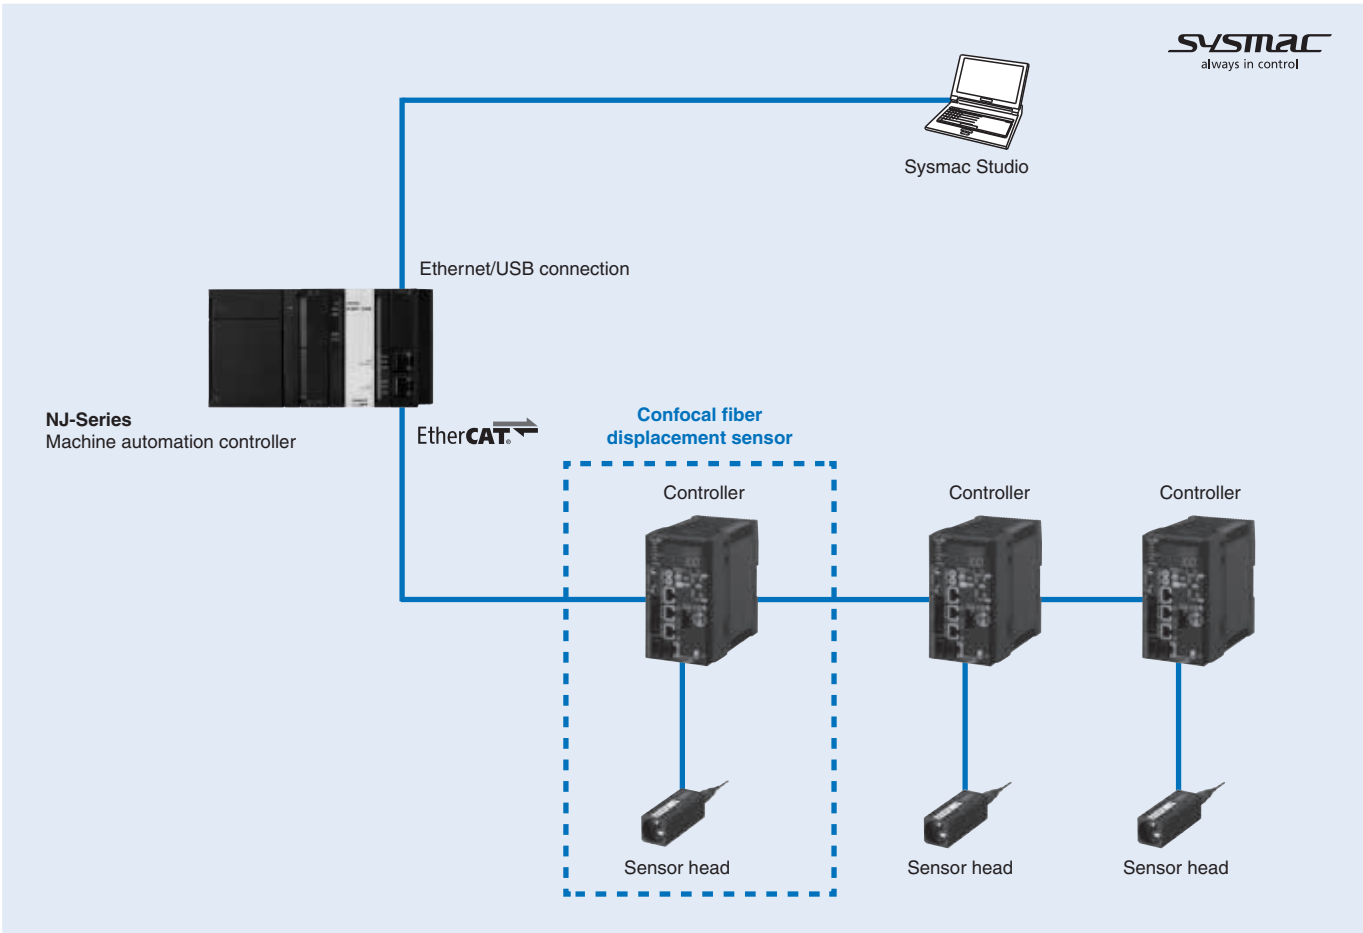 sysmac
always in control
Sysmac Studio
Ethernet/USB connection
NJ-Series
Machine automation controller
EtherCAT®
Confocal fiber
displacement sensor
Controller
Controller
Controller
Sensor head
Sensor head
Sensor head